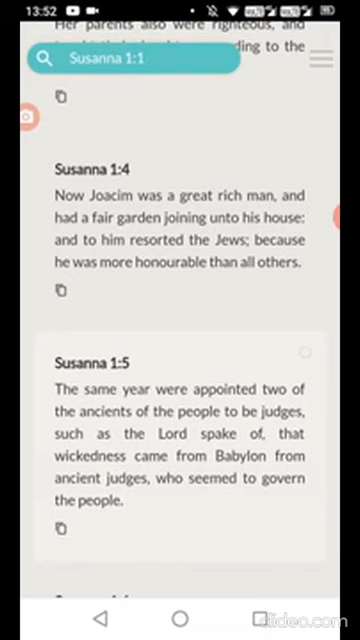 13:52
Her parents also were righteous, and
to the
Susanna 1:1
Susanna 1:4
Now Joacim was a great rich man, and
had a fair garden joining unto his house:
and to him resorted the Jews; because
he was more honourable than all others.
Susanna 1:5
The same year were appointed two of
the ancients of the people to be judges,
such as the Lord spake of, that
wickedness came from Babylon from
ancient judges, who seemed to govern
the people.
clideo.com